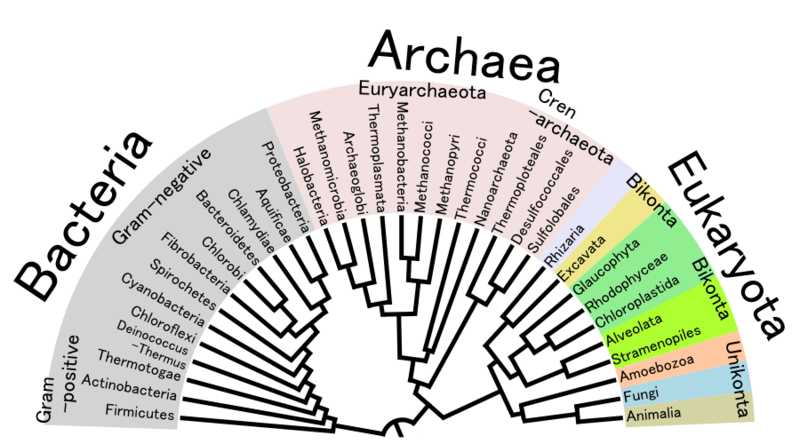 Archaea
Bacteria
Eukaryota
Euryarchaeota
Cren
-archaeota
Gram-negative
Gram
-positive
Bikonta
Bikonta
Unikonta
Firmicutes
Actinobacteria
Thermotogae
Deinococcus
-Thermus
Chloroflexi
Cyanobacteria
Spirochetes
Fibrobacteria
Chlorobi
Bacteroidetes
Chlamydiae
Aquificae
Proteobacteria
Halobacteria
Methanomicrobia
Archaeoglobi
Thermoplasmata
Methanobacteria
Methanococci
Methanopyri
Thermococci
Nanoarchaeota
Thermoploteales
Desulfococcales
Sulfolobales
Rhizaria
Excavata
Glaucophyta
Rhodophyceae
Chloroplastida
Alveolata
Stramenopiles
Amoebozoa
Fungi
Animalia